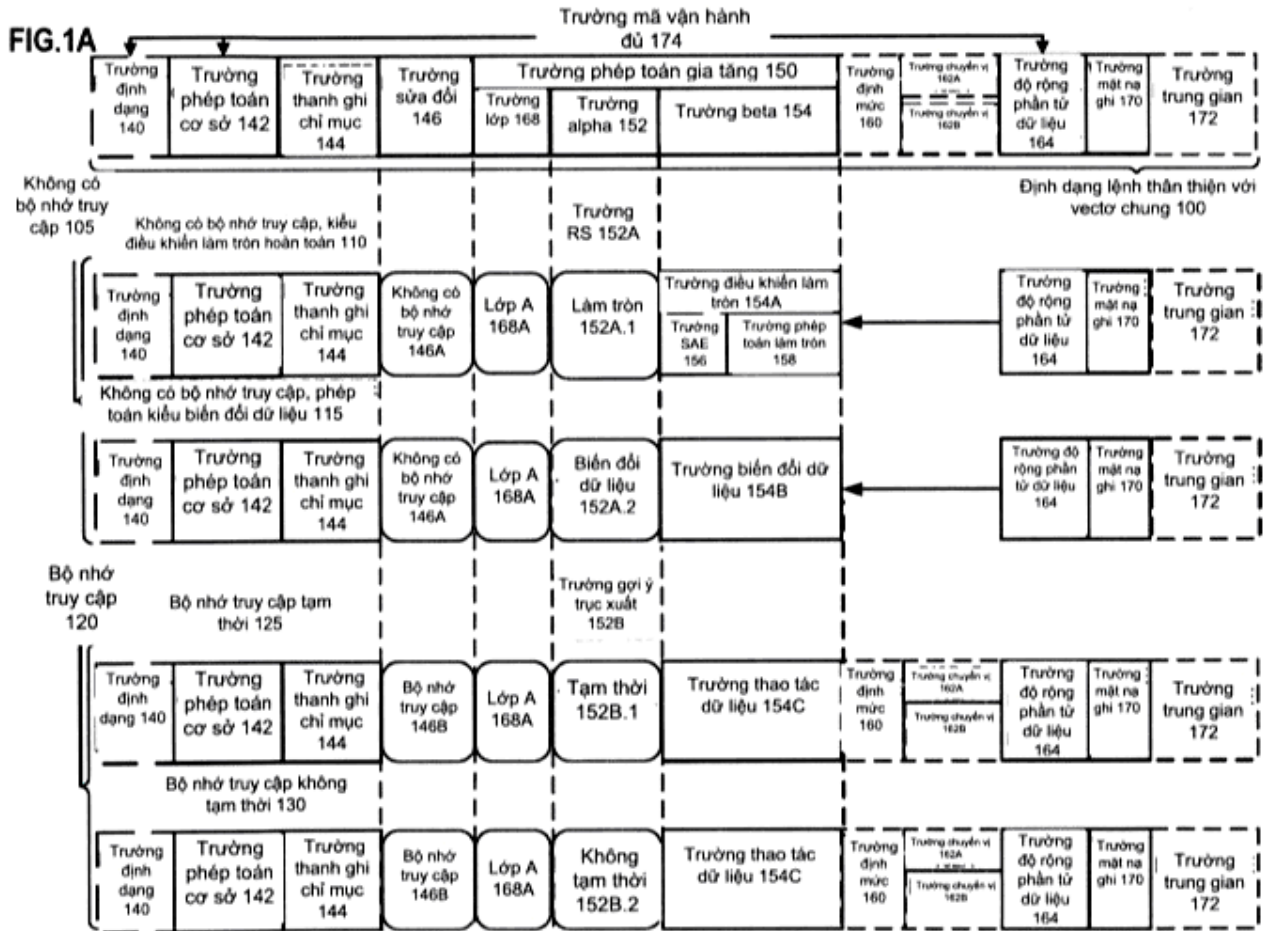 FIG.1A
Trường mã vận hành
đủ 174
Trường
định
dạng
140
Trường
phép toán
cơ sở 142
Trường
thanh ghi
chỉ mục
144
Trường
sửa đổi
146
Trường phép toán gia tăng 150
Trường
lớp 168
Trường
alpha 152
Trường beta 154
Trường
định
mức
160
Trường chuyển vị
162A
Trường chuyển vị
162B
Trường
độ rộng
phần tử
dữ liệu
164
Trường
mặt nạ
ghi 170
Trường
trung gian
172
Không có
bộ nhớ truy
cập 105
Định dạng lệnh thân thiện với
vectơ chung 100
Không có bộ nhớ truy cập, kiểu
điều khiển làm tròn hoàn toàn 110
Trường
RS 152A
Trường
định
dạng
140
Trường
phép toán
cơ sở 142
Trường
thanh ghi
chỉ mục
144
Không có
bộ nhớ
truy cập
146A
Lớp A
168A
Làm tròn
152A.1
Trường điều khiển làm
tròn 154A
Trường
SAE
156
Trường phép
toán làm tròn
158
Trường
độ rộng
phần tử
dữ liệu
164
Trường
mặt nạ
ghi 170
Trường
trung gian
172
Không có bộ nhớ truy cập, phép
toán kiểu biến đổi dữ liệu 115
Trường
định
dạng
140
Trường
phép toán
cơ sở 142
Trường
thanh ghi
chỉ mục
144
Không có
bộ nhớ
truy cập
146A
Lớp A
168A
Biến đổi
dữ liệu
152A.2
Trường biến đổi dữ
liệu 154B
Trường độ
rộng phần
tử dữ liệu
164
Trường
mặt nạ
ghi 170
Trường
trung gian
172
Bộ nhớ
truy cập
120
Bộ nhớ truy cập tạm
thời 125
Trường gợi ý
trục xuất
152B
Trường
định
dạng 140
Trường
phép toán
cơ sở 142
Trường
thanh ghi
chỉ mục
144
Bộ nhớ
truy cập
146B
Lớp A
168A
Tạm thời
152B.1
Trường thao tác
dữ liệu 154C
Trường
định
mức
160
Trường chuyển vị
162A
Trường chuyển vị
162B
Trường
độ rộng
phần tử
dữ liệu
164
Trường
mặt nạ
ghi 170
Trường
trung gian
172
Bộ nhớ truy cập không
tạm thời 130
Trường
định
dạng
140
Trường
phép toán
cơ sở 142
Trường
thanh ghi
chỉ mục
144
Bộ nhớ
truy cập
146B
Lớp A
168A
Không
tạm thời
152B.2
Trường thao tác
dữ liệu 154C
Trường
định
mức
160
Trường chuyển vị
162A
Trường chuyển vị
162B
Trường
độ rộng
phần tử
dữ liệu
164
Trường
mặt nạ
ghi 170
Trường
trung gian
172